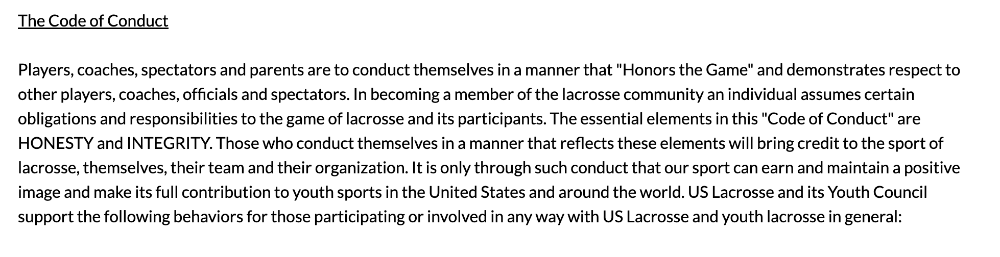 The Code of Conduct
Players, coaches, spectators and parents are to conduct themselves in a manner that "Honors the Game" and demonstrates respect to
other players, coaches, officials and spectators. In becoming a member of the lacrosse community an individual assumes certain
obligations and responsibilities to the game of lacrosse and its participants. The essential elements in this "Code of Conduct" are
HONESTY and INTEGRITY. Those who conduct themselves in a manner that reflects these elements will bring credit to the sport of
lacrosse, themselves, their team and their organization. It is only through such conduct that our sport can earn and maintain a positive
image and make its full contribution to youth sports in the United States and around the world. US Lacrosse and its Youth Council
support the following behaviors for those participating or involved in any way with US Lacrosse and youth lacrosse in general: